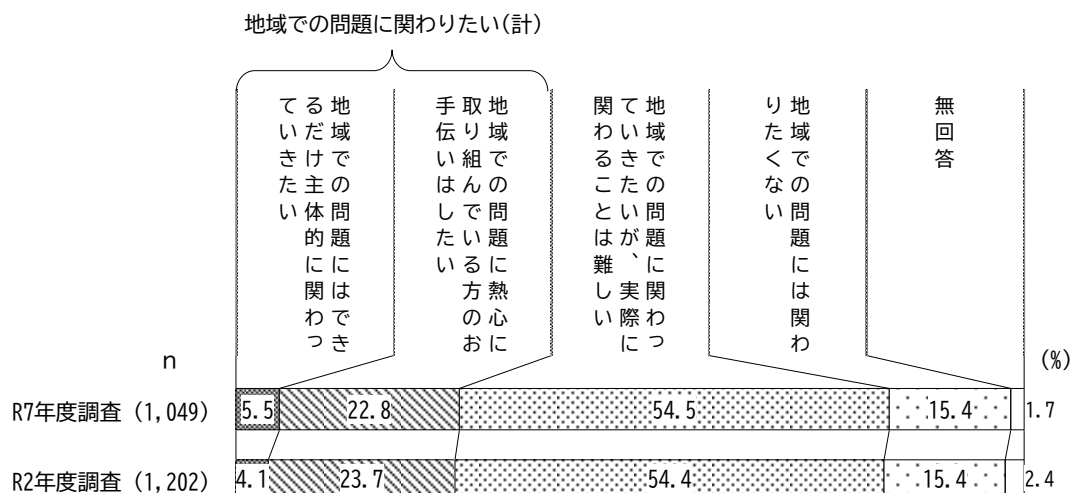 地域での問題に関わりたい(計)
地域での問題にはでき
るだけ主体的に関わっ
ていきたい
地域での問題に熱心に
取り組んでいる方のお
手伝いはしたい
地域での問題に関わっ
ていきたいが、実際に
関わることは難しい
地域での問題には関わ
りたくない
無回答
n
(%)
R7年度調査 (1,049) 5.5 22.8 54.5 15.4 1.7
R2年度調査 (1,202) 4.1 23.7 54.4 15.4 2.4